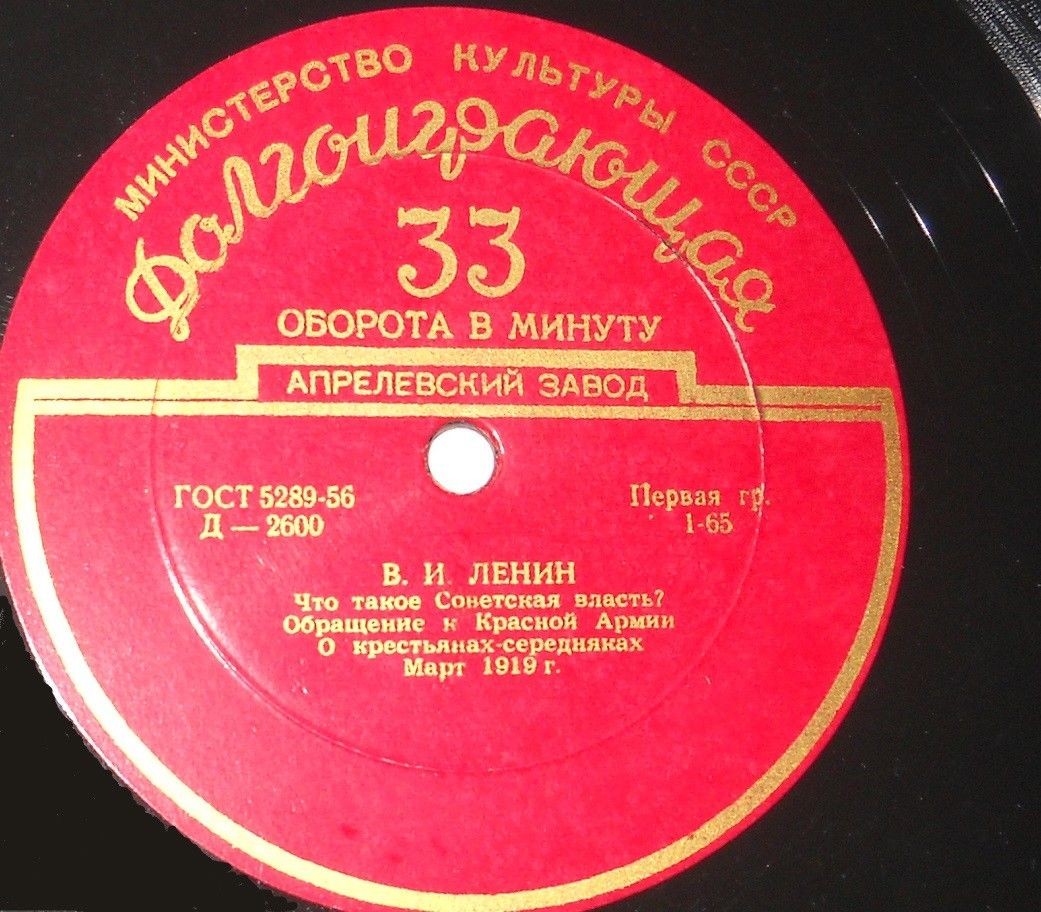 МИНИСТЕРСТВО КУЛЬТУРЫ СССР
Долгоиграющая
33
ОБОРОТА В МИНУТУ
АПРЕЛЕВСКИЙ ЗАВОД
ГОСТ 5289-56 Первая гр.
Д — 2600 1-65
В. И. ЛЕНИН
Что такое Советская власть?
Обращение к Красной Армии
О крестьянах-середняках
Март 1919 г.